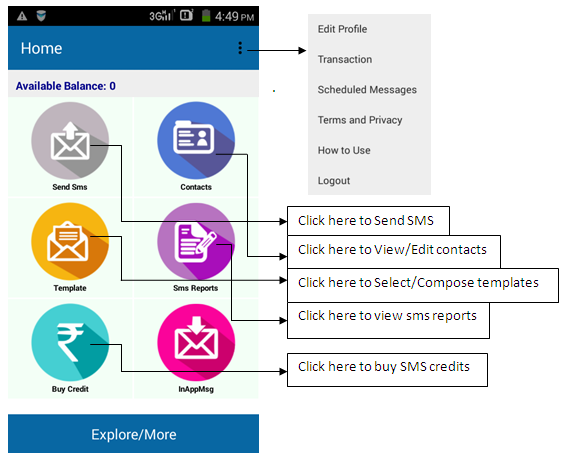 3G 4:49 PM
Home
Available Balance: 0
Send Sms
Contacts
Template
Sms Reports
Buy Credit
InAppMsg
Explore/More
Edit Profile
Transaction
Scheduled Messages
Terms and Privacy
How to Use
Logout
Click here to Send SMS
Click here to View/Edit contacts
Click here to Select/Compose templates
Click here to view sms reports
Click here to buy SMS credits